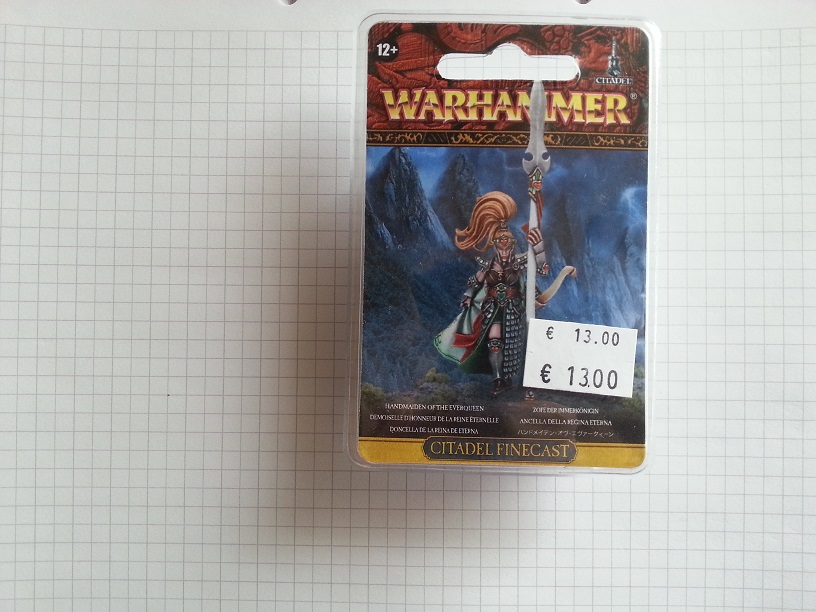 12+
CITADEL
WARHAMMER®
€ 13.00
€ 13.00
HANDMAIDEN OF THE EVERQUEEN
DEMOISELLE D'HONNEUR DE LA REINE ÉTERNELLE
DONCELLA DE LA REINA DE ETERNA
ZOFE DER IMMERKÖNIGIN
ANCELLA DELLA REGINA ETERNA
ハンドメイデン・オヴ・エヴァークィーン
CITADEL FINECAST